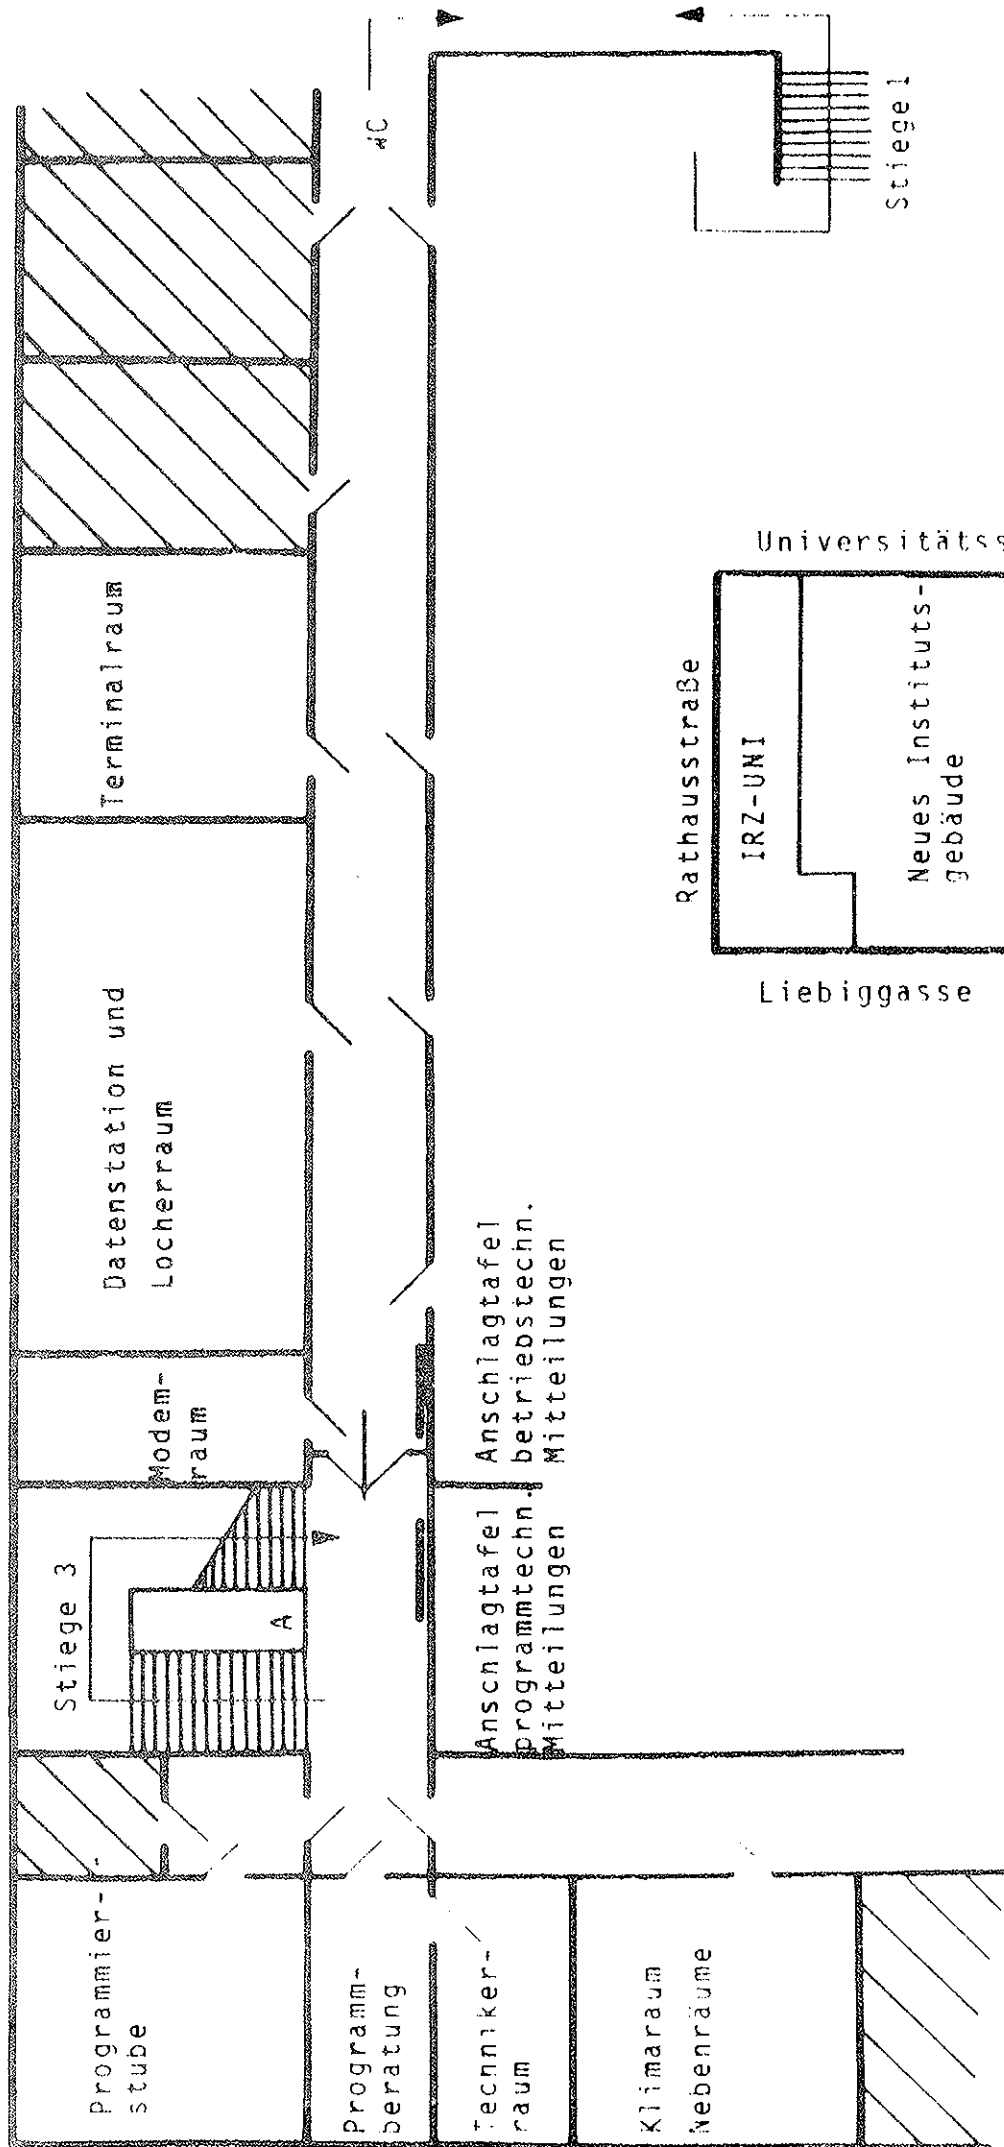 Programmier-
stube
Stiege 3
Modem-
raum
Datenstation und
Locherraum
Terminalraum
WC
Programm-
beratung
A
Techniker-
raum
Klimaraum
Nebenräume
Anschlagtafel
programmtechn.
Mitteilungen
Anschlagtafel
betriebstechn.
Mitteilungen
Stiege 1
Rathausstraße
IRZ-UNI
Liebiggasse
Universitätss
Neues Instituts-
gebäude